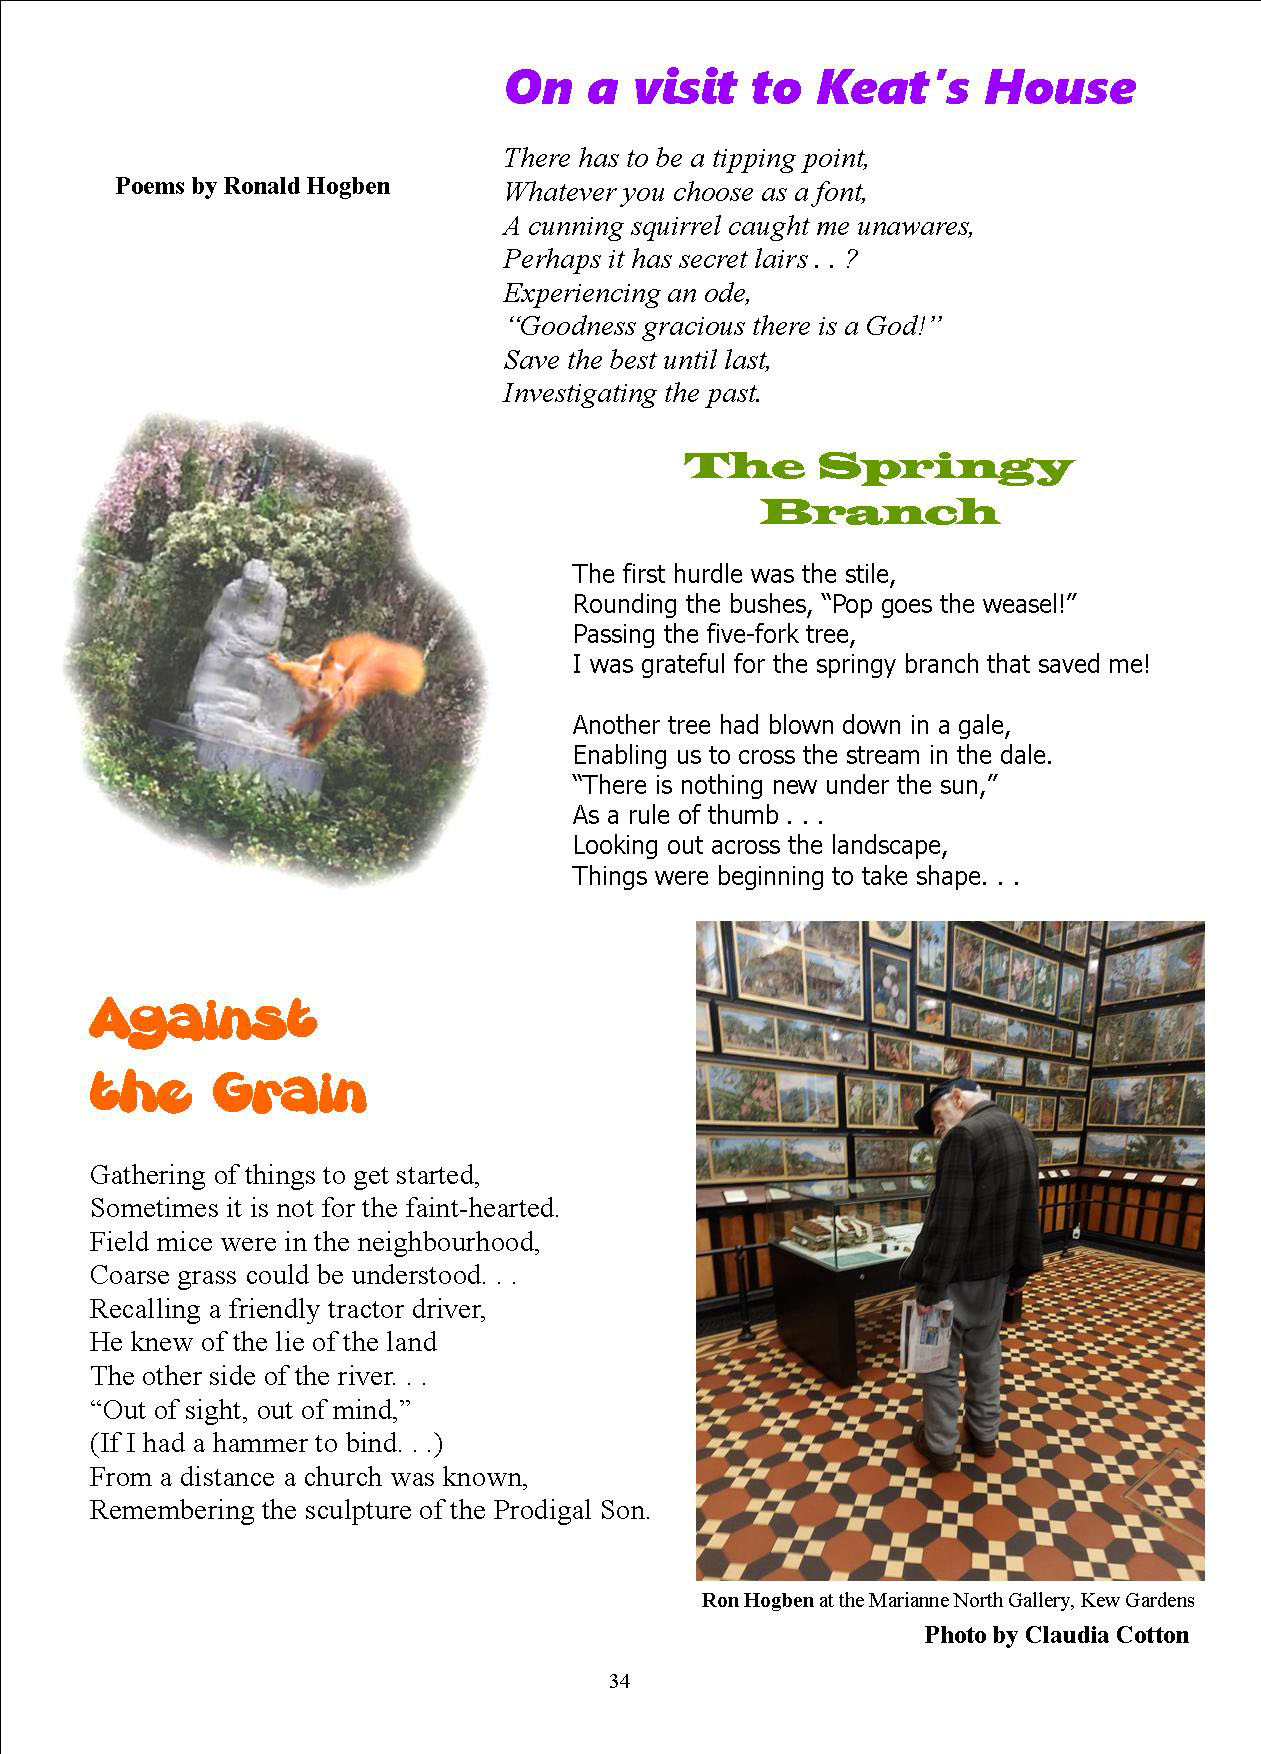 On a visit to Keat's House
Poems by Ronald Hogben
There has to be a tipping point,
Whatever you choose as a font,
A cunning squirrel caught me unawares,
Perhaps it has secret lairs . . ?
Experiencing an ode,
“Goodness gracious there is a God!”
Save the best until last,
Investigating the past.
The Springy
Branch
The first hurdle was the stile,
Rounding the bushes, “Pop goes the weasel!”
Passing the five-fork tree,
I was grateful for the springy branch that saved me!
Another tree had blown down in a gale,
Enabling us to cross the stream in the dale.
“There is nothing new under the sun,”
As a rule of thumb . . .
Looking out across the landscape,
Things were beginning to take shape. . .
Against
the Grain
Gathering of things to get started,
Sometimes it is not for the faint-hearted.
Field mice were in the neighbourhood,
Coarse grass could be understood. . .
Recalling a friendly tractor driver,
He knew of the lie of the land
The other side of the river. . .
“Out of sight, out of mind,”
(If I had a hammer to bind. . .)
From a distance a church was known,
Remembering the sculpture of the Prodigal Son.
Ron Hogben at the Marianne North Gallery, Kew Gardens
Photo by Claudia Cotton
34